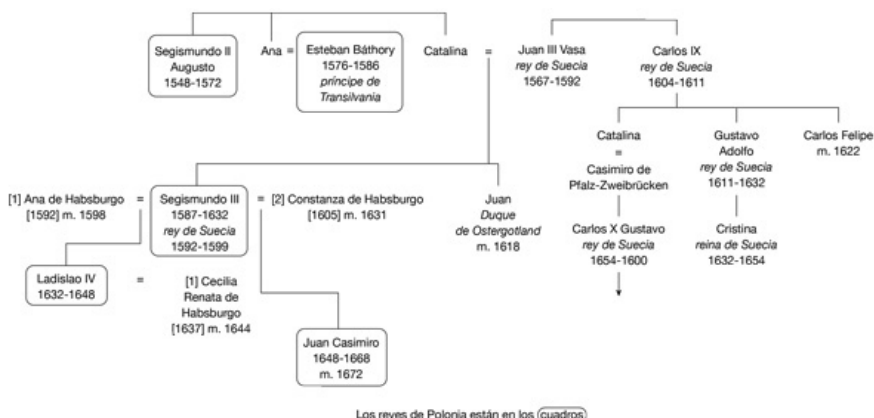 Segismundo II
Augusto
1548-1572
Ana =
Esteban Báthory
1576-1586
príncipe de
Transilvania
Catalina
=
Juan III Vasa
rey de Suecia
1567-1592
Carlos IX
rey de Suecia
1604-1611
Catalina
=
Casimiro de
Pfalz-Zweibrücken
Gustavo
Adolfo
rey de Suecia
1611-1632
Carlos Felipe
m. 1622
[1] Ana de Habsburgo
[1592] m. 1598
=
Segismundo III
1587-1632
rey de Suecia
1592-1599
=
[2] Constanza de Habsburgo
[1605] m. 1631
Juan
Duque
de Ostergotland
m. 1618
Carlos X Gustavo
rey de Suecia
1654-1600
Cristina
reina de Suecia
1632-1654
Ladislao IV
1632-1648
=
[1] Cecilia
Renata de
Habsburgo
[1637] m. 1644
Juan Casimiro
1648-1668
m. 1672
Los reyes de Polonia están en los cuadros